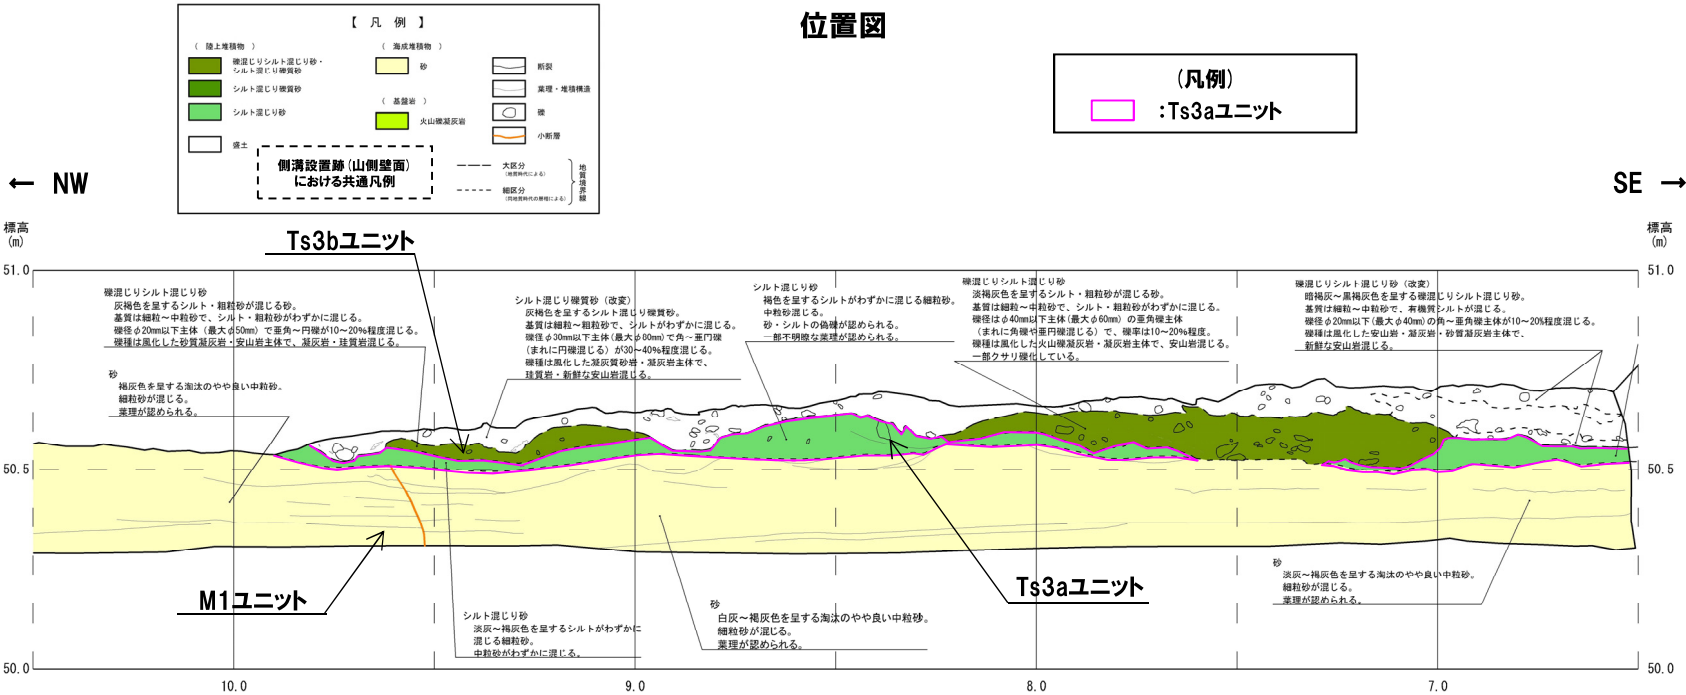 位置図
【 凡 例 】
( 陸上堆積物 )
礫混じりシルト混じり砂・
シルト混じり礫質砂
シルト混じり礫質砂
シルト混じり砂
盛土
( 海成堆積物 )
砂
( 基盤岩 )
火山礫凝灰岩
断裂
葉理・堆積構造
礫
小断層
側溝設置跡(山側壁面)
における共通凡例
大区分
(地質時代による)
細区分
(同地質時代の層相による)
地質境界線
(凡例)
:Ts3aユニット
← NW
SE →
標高
(m)
標高
(m)
51.0
51.0
50.5
50.5
50.0
50.0
Ts3bユニット
礫混じりシルト混じり砂
灰褐色を呈するシルト・粗粒砂が混じる砂。
基質は細粒~中粒砂で、シルト・粗粒砂がわずかに混じる。
礫径φ20mm以下主体(最大φ50mm)で亜角~円礫が10~20%程度混じる。
礫種は風化した砂質凝灰岩・安山岩主体で、凝灰岩・珪質岩混じる。
砂
褐灰色を呈する淘汰のやや良い中粒砂。
細粒砂が混じる。
葉理が認められる。
シルト混じり礫質砂(改変)
灰褐色を呈するシルト混じり礫質砂。
基質は細粒~粗粒砂で、シルトがわずかに混じる。
礫径φ30mm以下主体(最大φ60mm)で角~亜円礫
(まれに円礫混じる)が30~40%程度混じる。
礫種は風化した凝灰質砂岩・凝灰岩主体で、
珪質岩・新鮮な安山岩混じる。
シルト混じり砂
褐色を呈するシルトがわずかに混じる細粒砂。
中粒砂混じる。
砂・シルトの偽礫が認められる。
一部不明瞭な葉理が認められる。
礫混じりシルト混じり砂
淡褐灰色を呈するシルト・粗粒砂が混じる砂。
基質は細粒~中粒砂で、シルト・粗粒砂がわずかに混じる。
礫径はφ40mm以下主体(最大φ60mm)の亜角礫主体
(まれに角礫や亜円礫混じる)で、礫率は10~20%程度。
礫種は風化した火山礫凝灰岩・凝灰岩主体で、安山岩混じる。
一部クサリ礫化している。
礫混じりシルト混じり砂(改変)
暗褐灰~黒褐灰色を呈する礫混じりシルト混じり砂。
基質は細粒~中粒砂で、有機質シルトが混じる。
礫径φ20mm以下(最大φ40mm)の角~亜角礫主体が10~20%程度混じる。
礫種は風化した安山岩・凝灰岩・砂質凝灰岩主体で、
新鮮な安山岩混じる。
M1ユニット
シルト混じり砂
淡灰~褐灰色を呈するシルトがわずかに
混じる細粒砂。
中粒砂がわずかに混じる。
砂
白灰~褐灰色を呈する淘汰のやや良い中粒砂。
細粒砂が混じる。
葉理が認められる。
Ts3aユニット
砂
淡灰~褐灰色を呈する淘汰のやや良い中粒砂。
細粒砂が混じる。
葉理が認められる。
10.0
9.0
8.0
7.0